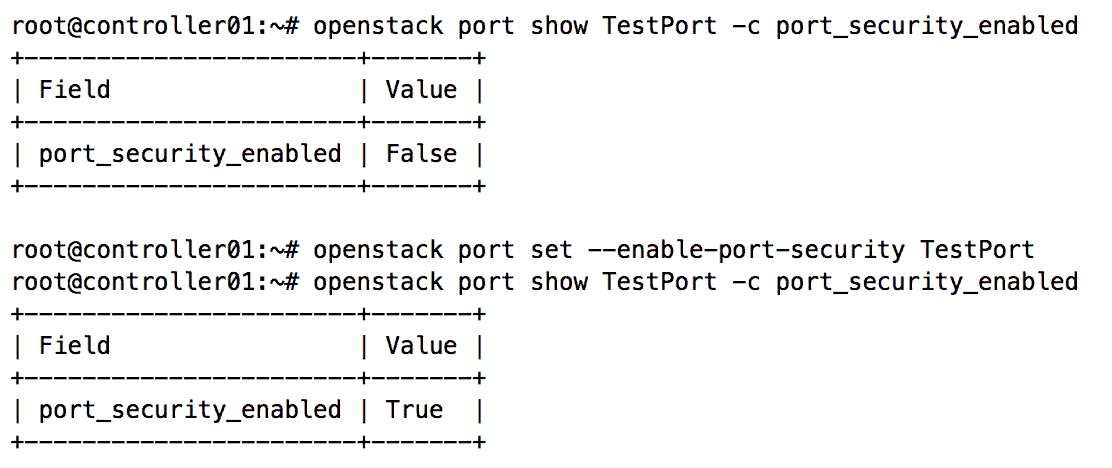 root@controller01:~# openstack port show TestPort -c port_security_enabled
+-----------------------+-------+
| Field                 | Value |
+-----------------------+-------+
| port_security_enabled | False |
+-----------------------+-------+

root@controller01:~# openstack port set --enable-port-security TestPort
root@controller01:~# openstack port show TestPort -c port_security_enabled
+-----------------------+-------+
| Field                 | Value |
+-----------------------+-------+
| port_security_enabled | True  |
+-----------------------+-------+